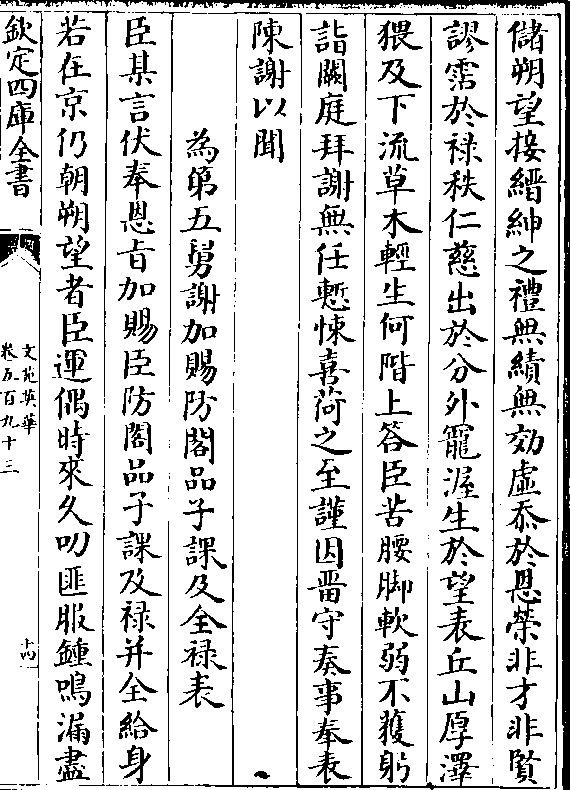 儲朔望接縉紳之禮無績無効虚忝於恩榮非才非賢
謬霑於禄秩仁慈出於分外寵渥生於望表丘山厚澤
猥及下流草木輕生何階上答臣苦腰脚軟弱不獲躬
詣闕庭拜謝無任慙悚喜荷之至謹因晋守奏事奉表
陳謝以聞
為第五舅謝加賜防閤品子課及全禄表
臣某言伏奉恩旨加賜臣防閤品子課及禄并全給身
若在京仍朝朔望者臣運偶時來久叨匪服鍾鳴漏盡
欽定四庫全書
文苑英華
卷五百九十三
十四